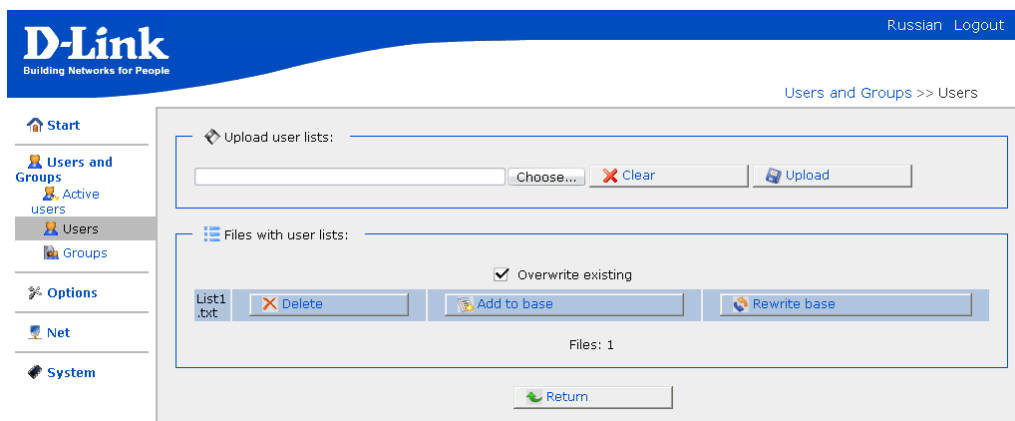 Russian Logout
D-Link
Building Networks for People
Users and Groups >> Users
Start
Users and
Groups
Active
users
Users
Groups
Options
Net
System
Upload user lists:
Choose... Clear Upload
Files with user lists:
Overwrite existing
List1
.txt
Delete Add to base Rewrite base
Files: 1
Return